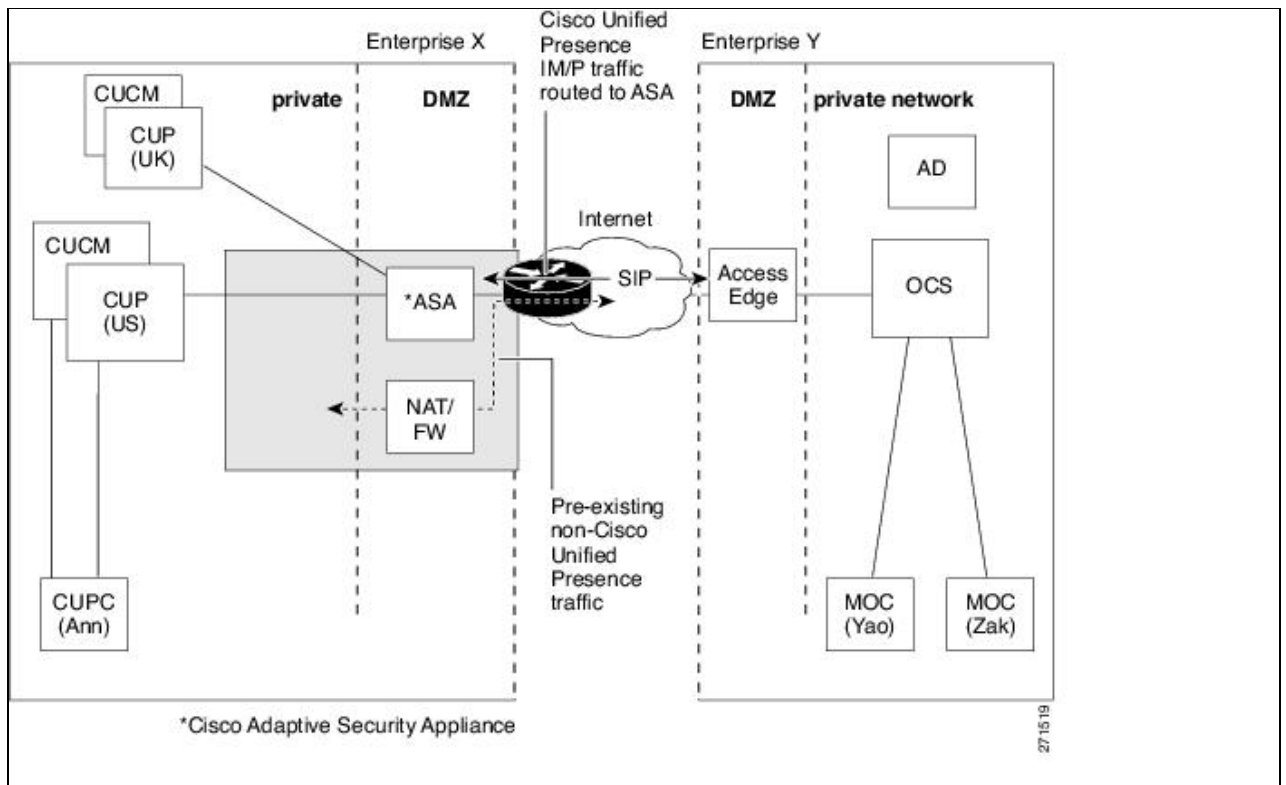 Cisco Unified
Presence
IM/P traffic
routed to ASA
Enterprise X
Enterprise Y
private
DMZ
DMZ
private network
CUCM
CUP
(UK)
AD
Internet
CUCM
CUP
(US)
*ASA
SIP
Access
Edge
OCS
NAT/
FW
Pre-existing
non-Cisco
Unified
Presence
traffic
CUPC
(Ann)
MOC
(Yao)
MOC
(Zak)
*Cisco Adaptive Security Appliance
271519